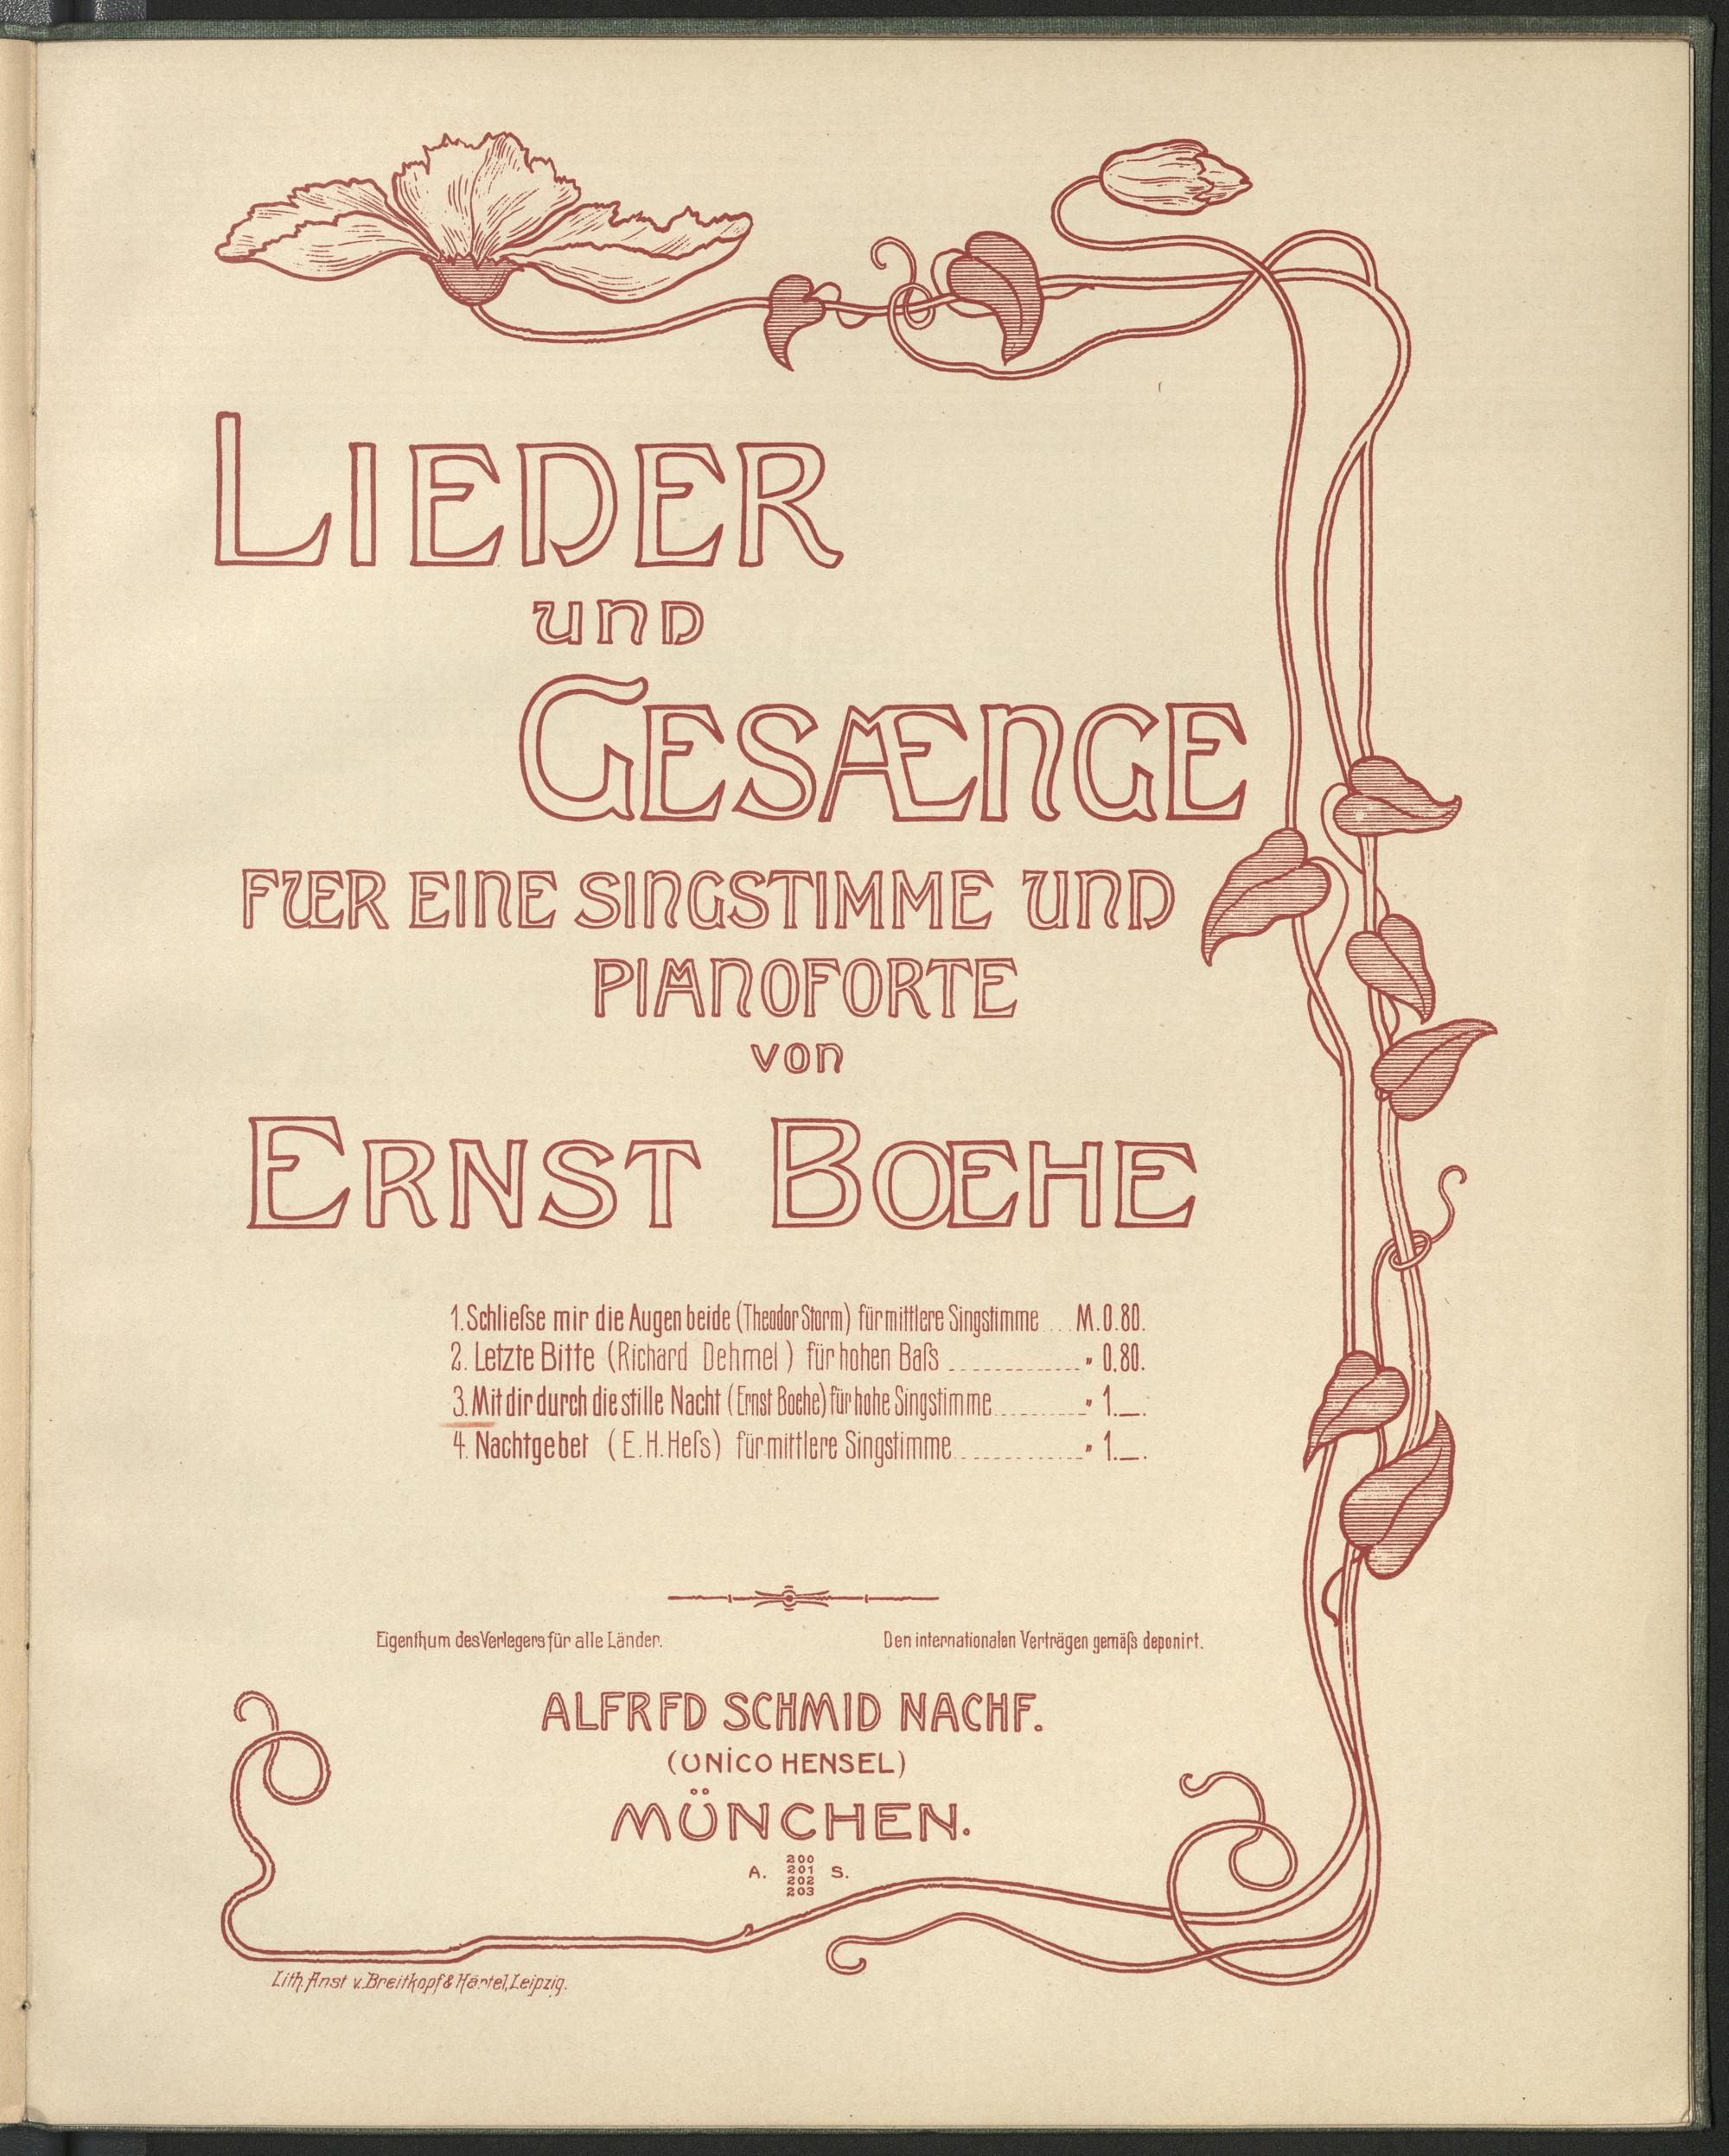 LIEDER
UND
GESÆNGE
FUER EINE SINGSTIMME UND
PIANOFORTE
VON
ERNST BOEHE
1. Schlieſse mir die Augen beide (Theodor Storm) für mittlere Singstimme .... M. 0.80.
2. Letzte Bitte (Richard Dehmel) für hohen Baſs ............. " 0.80.
3. Mit dir durch die stille Nacht (Ernst Boehe) für hohe Singstimme ......... " 1.__.
4. Nachtgebet (E. H. Heſs) für mittlere Singstimme ............. " 1.__.
Eigenthum des Verlegers für alle Länder. Den internationalen Verträgen gemäſs deponirt.
ALFRFD SCHMID NACHF.
(UNICO HENSEL)
MÜNCHEN.
200
A. 201 S.
202
203
Lith. Anst v. Breitkopf & Härtel, Leipzig.